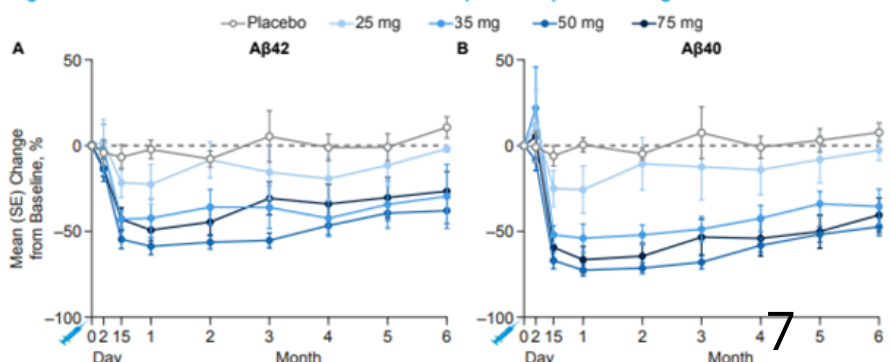 Placebo 25 mg 35 mg 50 mg 75 mg
A Aβ42
B Aβ40
Mean (SE) Change
from Baseline, %
50
0
−50
−100
0 2 15 1 2 3 4 5 6
Day Month
50
0
−50
−100
0 2 15 1 2 3 4 5 6
Day Month
7